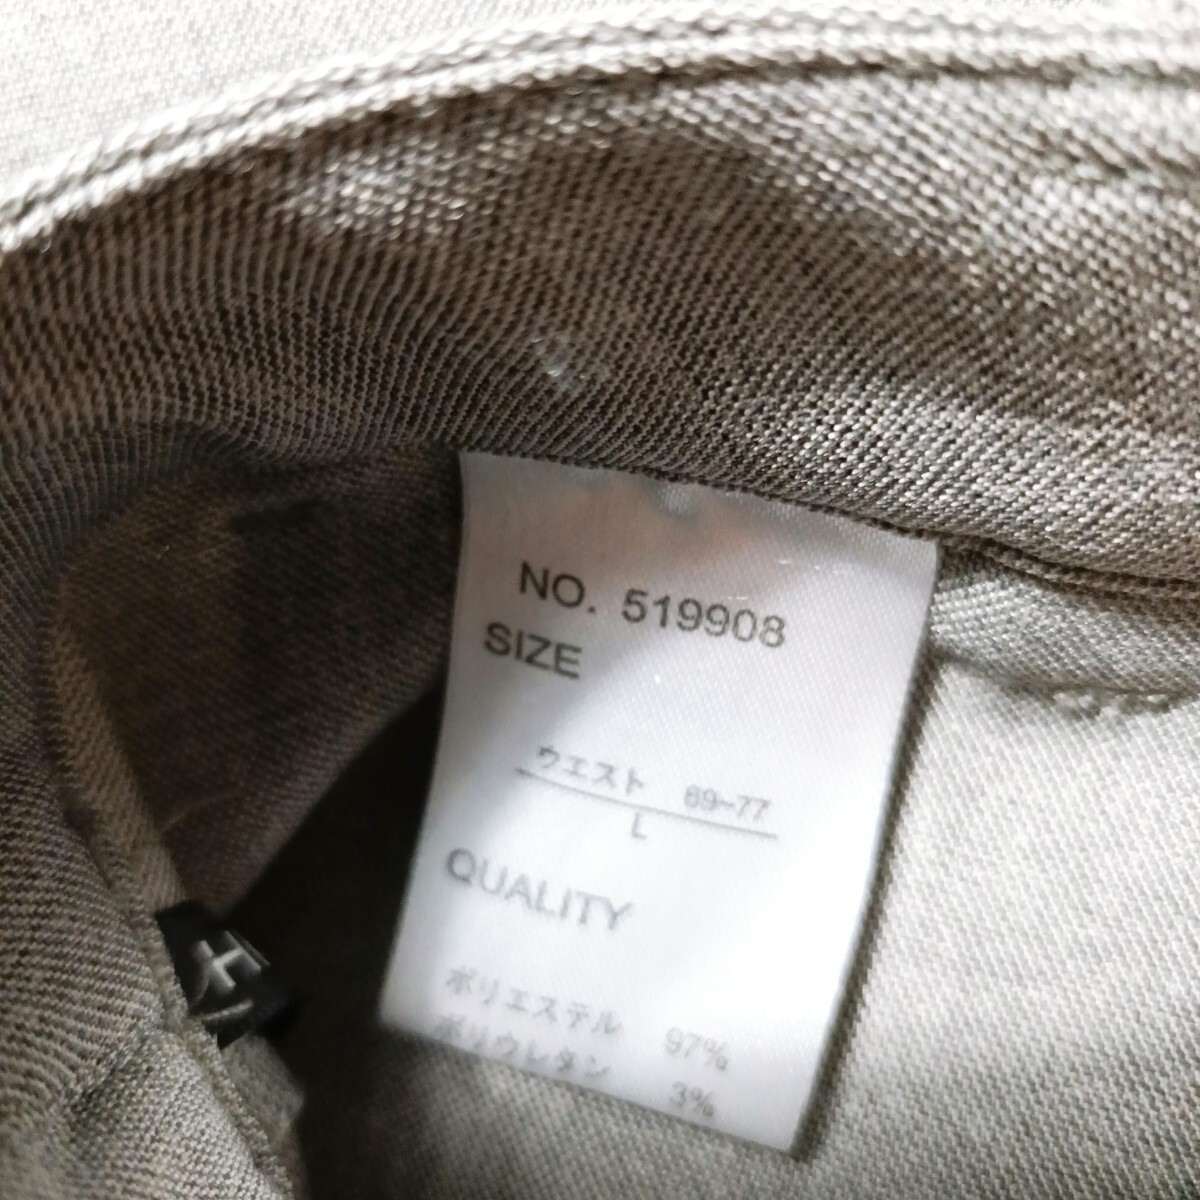 NO. 519908
SIZE
ウエスト 69~77
L
QUALITY
ポリエステル 97%
ポリウレタン 3%